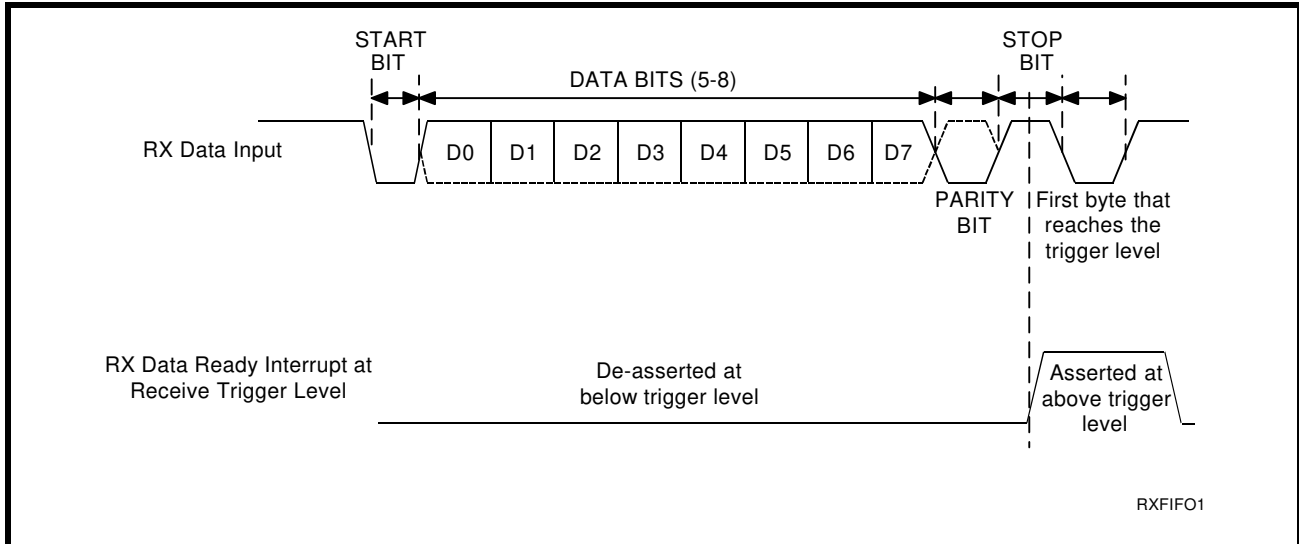 START
BIT
STOP
BIT
DATA BITS (5-8)
RX Data Input
D0 D1 D2 D3 D4 D5 D6 D7
PARITY
BIT
First byte that
reaches the
trigger level
RX Data Ready Interrupt at
Receive Trigger Level
De-asserted at
below trigger level
Asserted at
above trigger
level
RXFIFO1